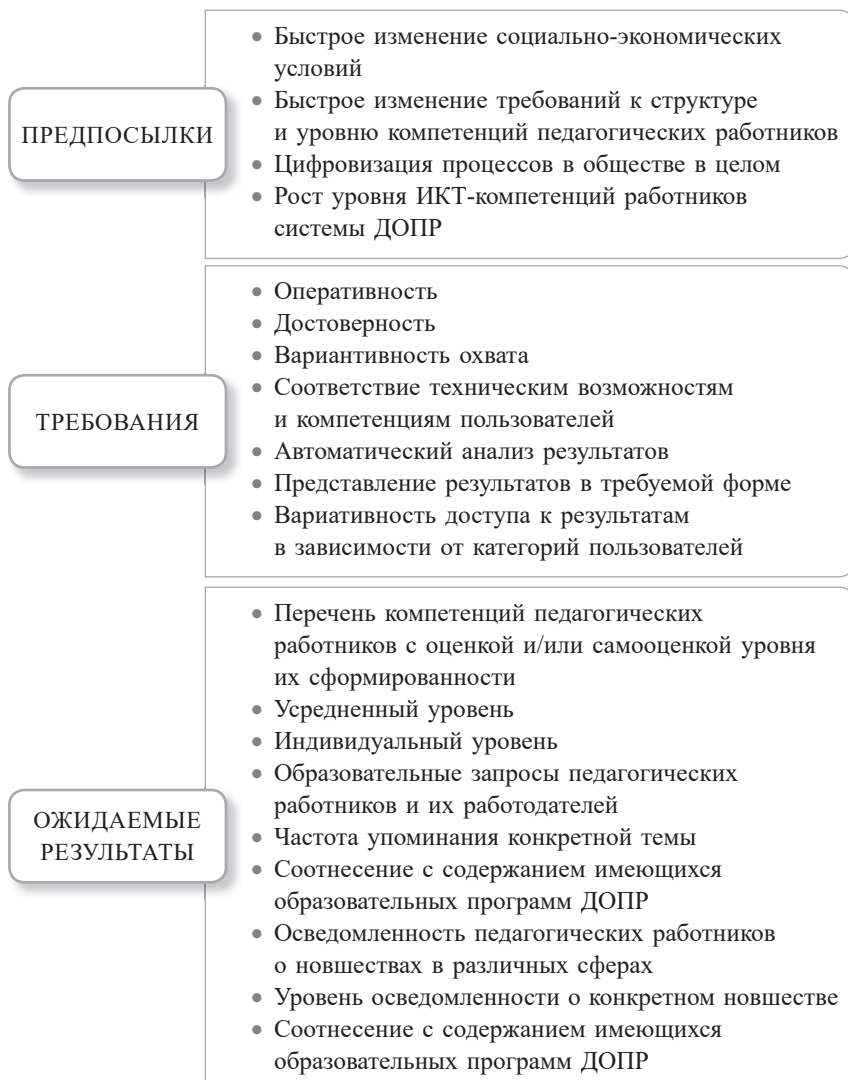 ПРЕДПОСЫЛКИ
• Быстрое изменение социально-экономических
условий
• Быстрое изменение требований к структуре
и уровню компетенций педагогических работников
• Цифровизация процессов в обществе в целом
• Рост уровня ИКТ-компетенций работников
системы ДОПР
ТРЕБОВАНИЯ
• Оперативность
• Достоверность
• Вариантивность охвата
• Соответствие техническим возможностям
и компетенциям пользователей
• Автоматический анализ результатов
• Представление результатов в требуемой форме
• Вариативность доступа к результатам
в зависимости от категорий пользователей
ОЖИДАЕМЫЕ
РЕЗУЛЬТАТЫ
• Перечень компетенций педагогических
работников с оценкой и/или самооценкой уровня
их сформированности
• Усредненный уровень
• Индивидуальный уровень
• Образовательные запросы педагогических
работников и их работодателей
• Частота упоминания конкретной темы
• Соотнесение с содержанием имеющихся
образовательных программ ДОПР
• Осведомленность педагогических работников
о новшествах в различных сферах
• Уровень осведомленности о конкретном новшестве
• Соотнесение с содержанием имеющихся
образовательных программ ДОПР